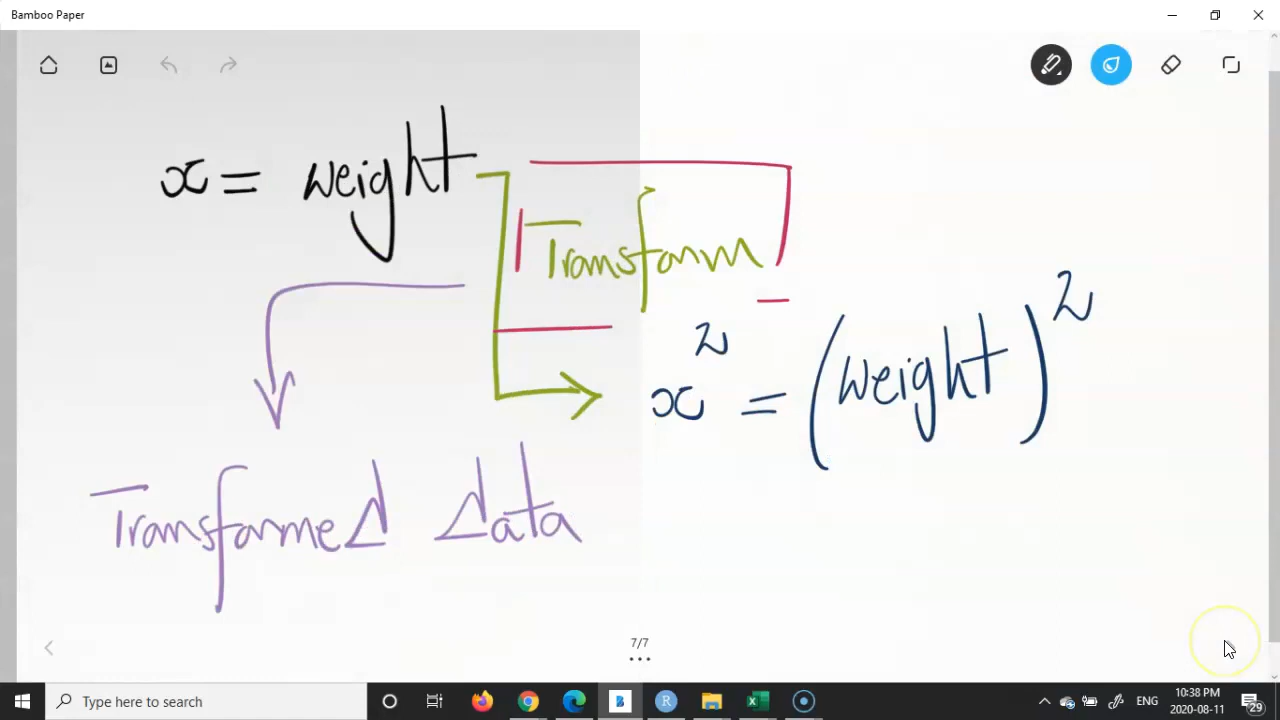 Bamboo Paper
x = weight
Transform
x² = (weight)²
Transformed data
7/7
Type here to search
ENG
10:38 PM
2020-08-11
29